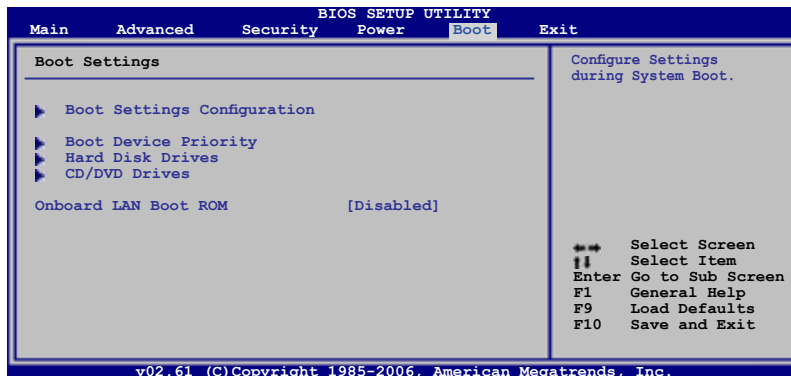 BIOS SETUP UTILITY
Main Advanced Security Power Boot Exit
Boot Settings
Boot Settings Configuration
Boot Device Priority
Hard Disk Drives
CD/DVD Drives
Onboard LAN Boot ROM [Disabled]
Configure Settings
during System Boot.
Select Screen
Select Item
Enter Go to Sub Screen
F1 General Help
F9 Load Defaults
F10 Save and Exit
v02.61 (C)Copyright 1985-2006, American Megatrends, Inc.